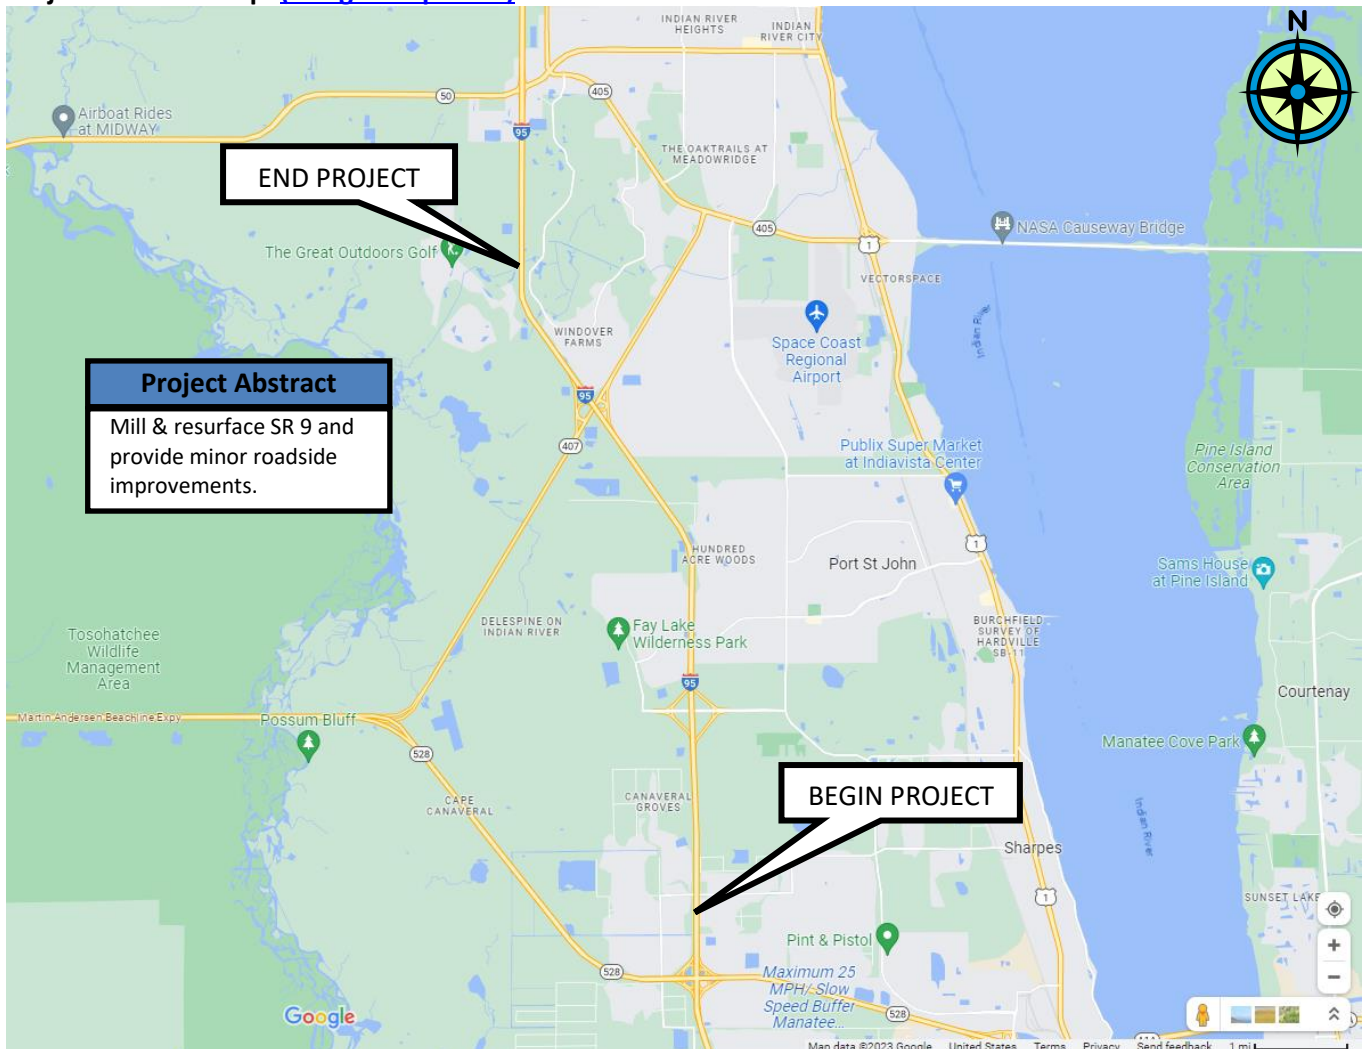 INDIAN RIVER
HEIGHTS
INDIAN
RIVER CITY
N
50
405
Airboat Rides
at MIDWAY
95
THE OAKTRAILS AT
MEADOWRIDGE
END PROJECT
405
1
NASA Causeway Bridge
The Great Outdoors Golf
VECTORSPACE
Indian River
WINDOVER
FARMS
Space Coast
Regional
Airport
Project Abstract
Mill & resurface SR 9 and
provide minor roadside
improvements.
95
407
Publix Super Market
at Indiavista Center
Pine Island
Conservation
Area
1
HUNDRED
ACRE WOODS
Port St John
Sams House
at Pine Island
DELESPINE ON
INDIAN RIVER
Fay Lake
Wilderness Park
BURCHFIELD
SURVEY OF
HARDVILLE
SB-11
Tosohatchee
Wildlife
Management
Area
95
Courtenay
Martin Andersen Beachline Expy
Possum Bluff
528
Manatee Cove Park
CAPE
CANAVERAL
CANAVERAL
GROVES
BEGIN PROJECT
Indian River
Sharpes
1
SUNSET LAKE
Pint & Pistol
528
Maximum 25
MPH/ Slow
Speed Buffer
Manatee...
528
Google
Map data ©2023 Google United States Terms Privacy Send feedback 1 mi